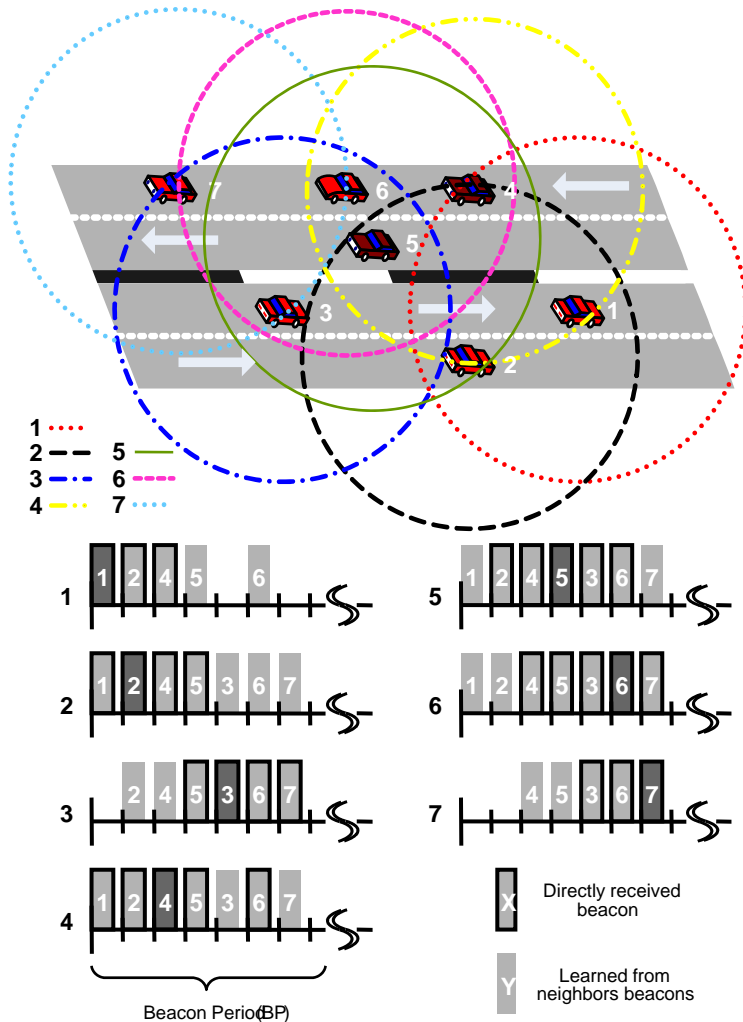 7
6
4
5
3
1
2
1
2 5
3 6
4 7
1 1 2 4 5 6
5 1 2 4 5 3 6 7
2 1 2 4 5 3 6 7
6 1 2 4 5 3 6 7
3 2 4 5 3 6 7
7 4 5 3 6 7
4 1 2 4 5 3 6 7
X Directly received
beacon
Y Learned from
neighbors beacons
Beacon Period(BP)